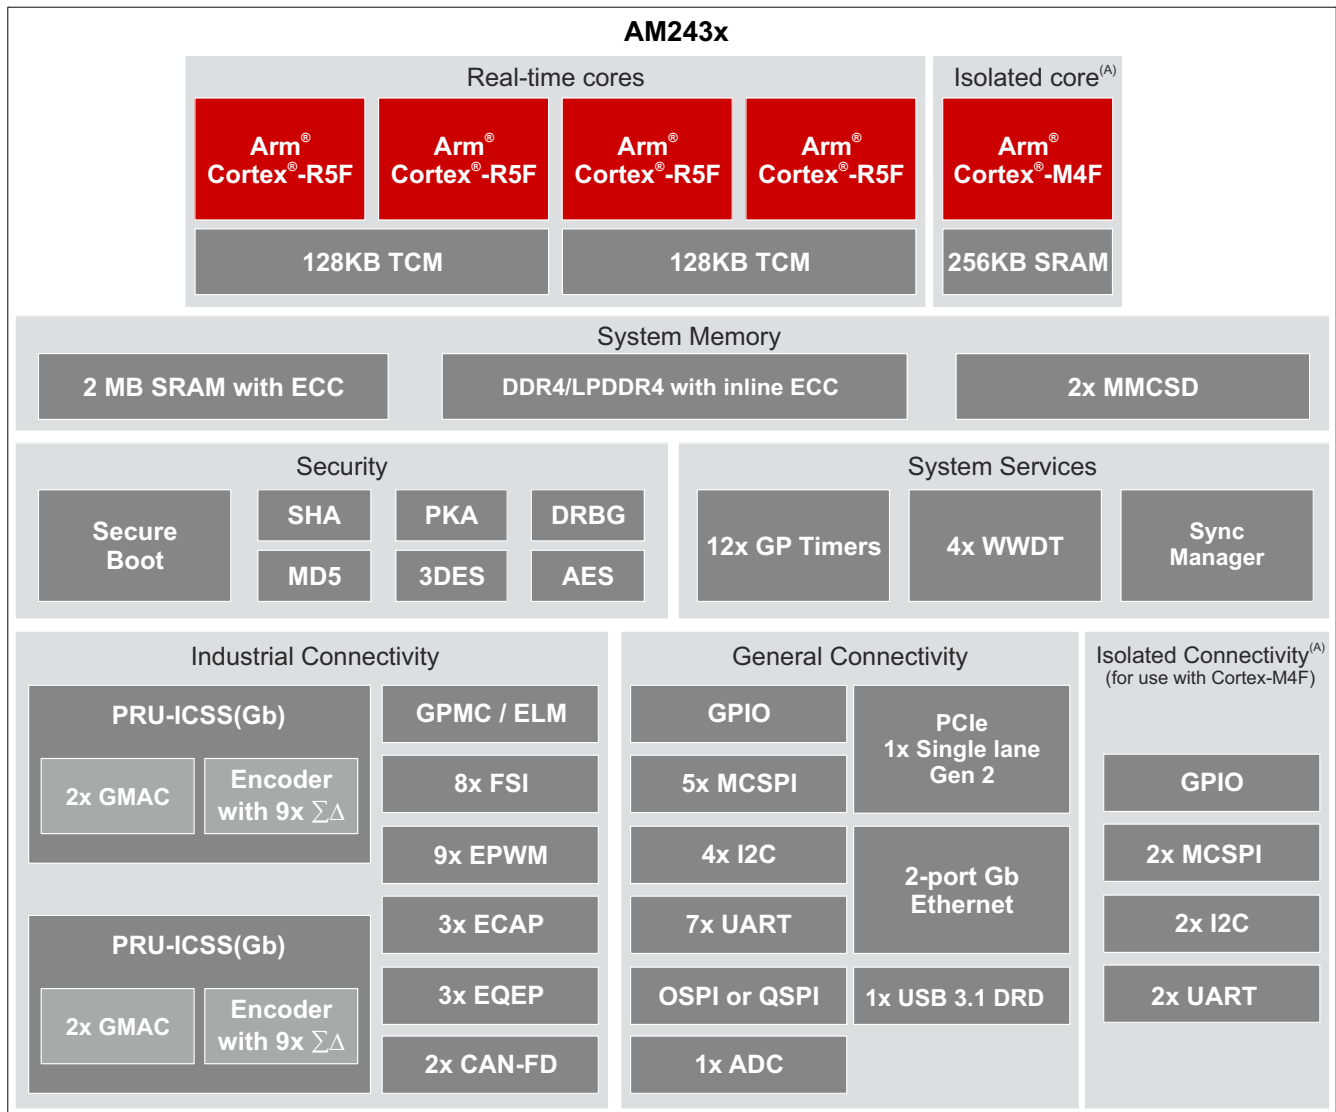 AM243x
Real-time cores
Isolated core(A)
Arm®
Cortex®-R5F
Arm®
Cortex®-R5F
Arm®
Cortex®-R5F
Arm®
Cortex®-R5F
Arm®
Cortex®-M4F
128KB TCM
128KB TCM
256KB SRAM
System Memory
2 MB SRAM with ECC
DDR4/LPDDR4 with inline ECC
2x MMCSD
Security
Secure
Boot
SHA
PKA
DRBG
MD5
3DES
AES
System Services
12x GP Timers
4x WWDT
Sync
Manager
Industrial Connectivity
PRU-ICSS(Gb)
2x GMAC
Encoder
with 9x ∑∆
PRU-ICSS(Gb)
2x GMAC
Encoder
with 9x ∑∆
GPMC / ELM
8x FSI
9x EPWM
3x ECAP
3x EQEP
2x CAN-FD
General Connectivity
GPIO
5x MCSPI
4x I2C
7x UART
OSPI or QSPI
1x ADC
PCIe
1x Single lane
Gen 2
2-port Gb
Ethernet
1x USB 3.1 DRD
Isolated Connectivity(A)
(for use with Cortex-M4F)
GPIO
2x MCSPI
2x I2C
2x UART